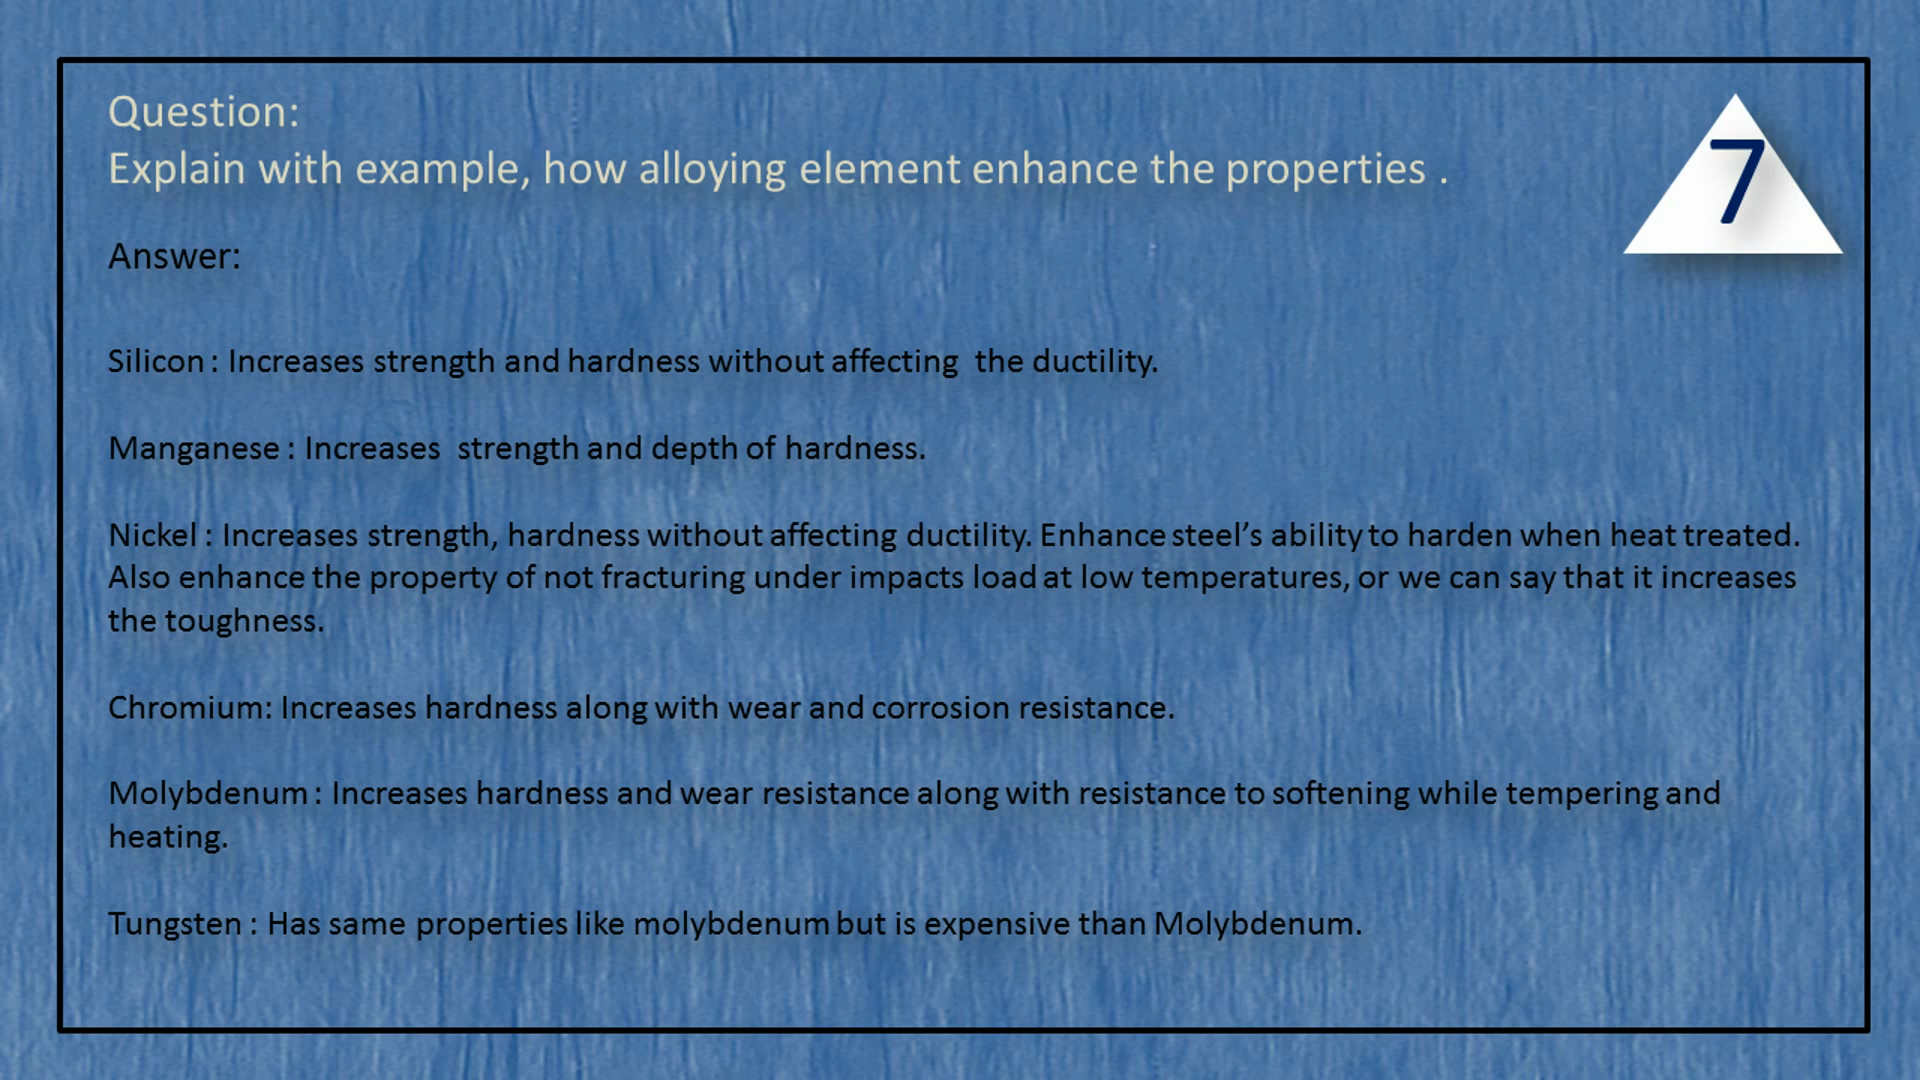 Question:
Explain with example, how alloying element enhance the properties .
7
Answer:
Silicon : Increases strength and hardness without affecting  the ductility.
Manganese : Increases  strength and depth of hardness.
Nickel : Increases strength, hardness without affecting ductility. Enhance steel’s ability to harden when heat treated.
Also enhance the property of not fracturing under impacts load at low temperatures, or we can say that it increases
the toughness.
Chromium: Increases hardness along with wear and corrosion resistance.
Molybdenum : Increases hardness and wear resistance along with resistance to softening while tempering and
heating.
Tungsten : Has same properties like molybdenum but is expensive than Molybdenum.